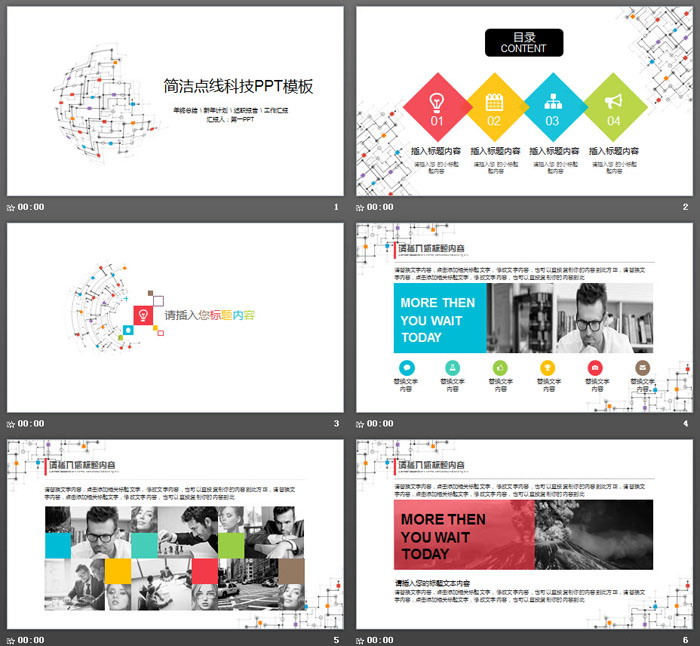 简洁点线科技PPT模板
年终总结 \ 新年计划 \ 述职报告 \ 工作汇报
汇报人:第一PPT
00:00
1
目录
CONTENT
01
02
03
04
插入标题内容
插入标题内容
插入标题内容
插入标题内容
请插入您 的小标题
配内容
请插入您 的小标题
配内容
请插入您 的小标题
配内容
请插入您 的小标题
配内容
00:00
2
请插入您标题内容
00:00
3
请插入您标题内容
请替换文字内容,点击添加相关标题文字,修改文字内容,也可以直接复制你的内容到此方 便,请替换文
字内容,点击添加相关标题文字,修改文字内容,也可以直接复制你的内容到此
MORE THEN
YOU WAIT
TODAY
替换文字
内容
替换文字
内容
替换文字
内容
替换文字
内容
替换文字
内容
替换文字
内容
00:00
4
请插入您标题内容
请替换文字内容,点击添加相关标题文字,修改文字内容,也可以直接复制你的内容到此方 便,请替换文
字内容,点击添加相关标题文字,修改文字内容,也可以直接复制你的内容到此
00:00
5
请插入您标题内容
请替换文字内容,点击添加相关标题文字,修改文字内容,也可以直接复制你的内容到此方 便,请替换文
字内容,点击添加相关标题文字,修改文字内容,也可以直接复制你的内容到此
MORE THEN
YOU WAIT
TODAY
请插入您的标题文本内容
请替换文字内容,点击添加相关标题文字,修改文字内容,也可以直接复制你的内容到此方 便,请替换文
字内容,点击添加相关标题文字,修改文字内容,也可以直接复制你的内容到此
00:00
6